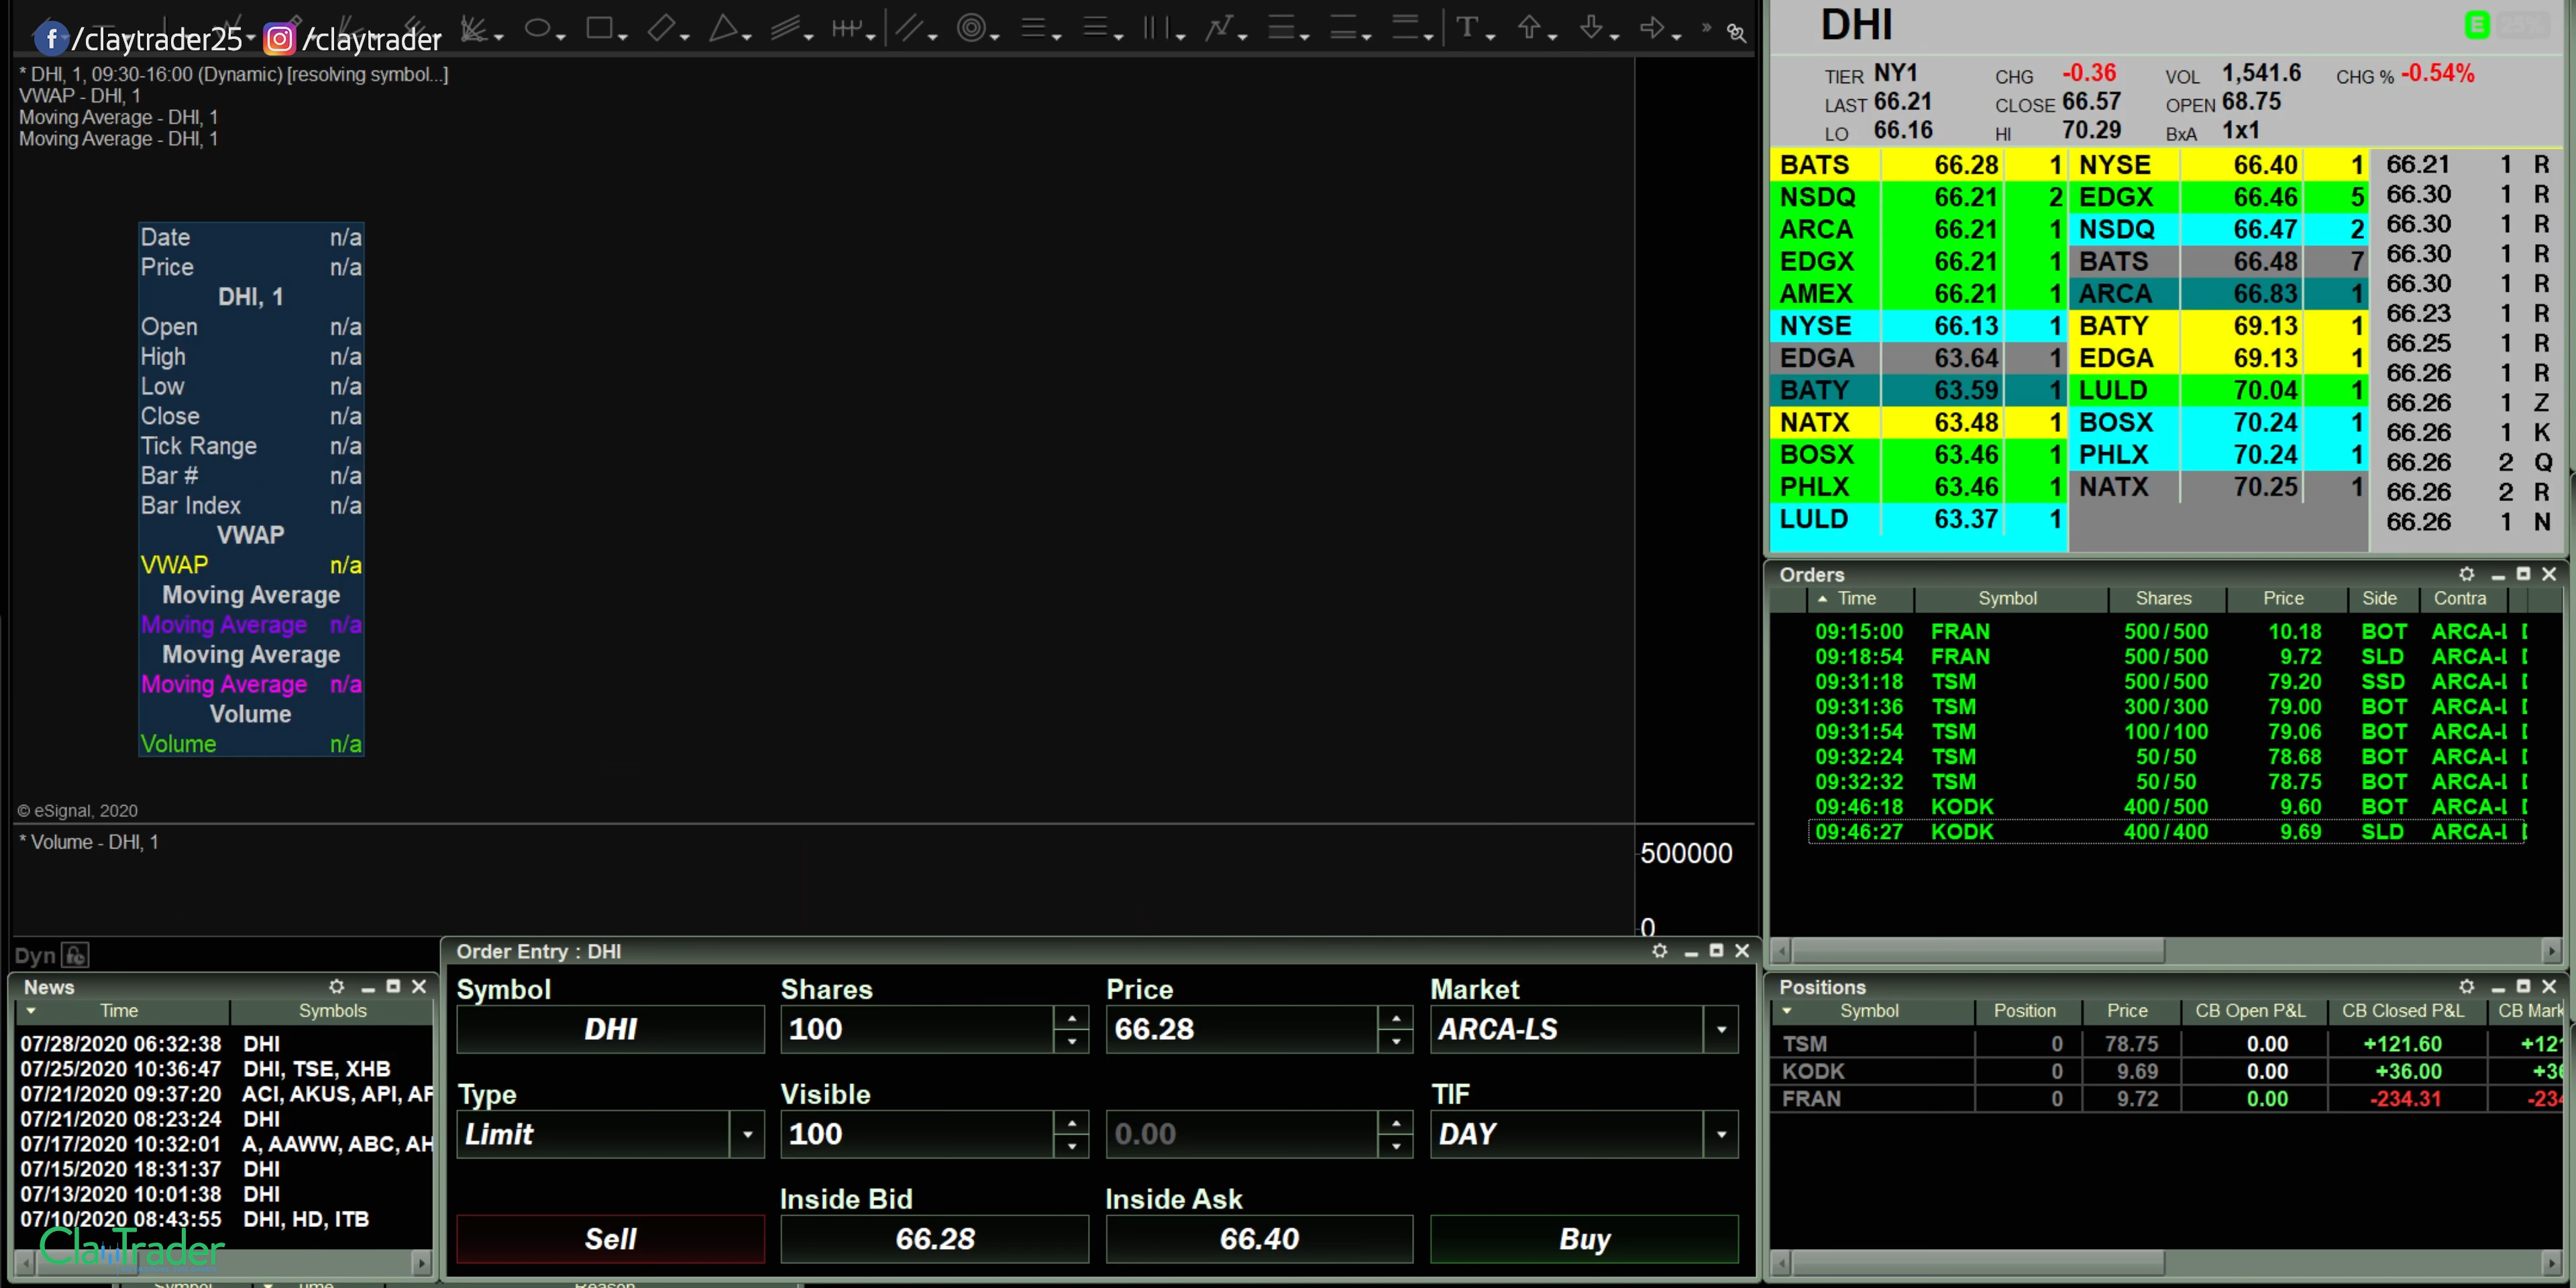 /claytrader25 /claytrader
* DHI, 1, 09:30-16:00 (Dynamic) [resolving symbol...]
VWAP - DHI, 1
Moving Average - DHI, 1
Moving Average - DHI, 1
Date n/a
Price n/a
DHI, 1
Open n/a
High n/a
Low n/a
Close n/a
Tick Range n/a
Bar # n/a
Bar Index n/a
VWAP
VWAP n/a
Moving Average
Moving Average n/a
Moving Average
Moving Average n/a
Volume
Volume n/a
© eSignal, 2020
* Volume - DHI, 1
500000
0
Dyn
News
Time Symbols
07/28/2020 06:32:38 DHI
07/25/2020 10:36:47 DHI, TSE, XHB
07/21/2020 09:37:20 ACI, AKUS, API, AF
07/21/2020 08:23:24 DHI
07/17/2020 10:32:01 A, AAWW, ABC, AH
07/15/2020 18:31:37 DHI
07/13/2020 10:01:38 DHI
07/10/2020 08:43:55 DHI, HD, ITB
ClayTrader
Order Entry : DHI
Symbol Shares Price Market
DHI 100 66.28 ARCA-LS
Type Visible TIF
Limit 100 0.00 DAY
Inside Bid Inside Ask
Sell 66.28 66.40 Buy
DHI
E
TIER NY1 CHG -0.36 VOL 1,541.6 CHG % -0.54%
LAST 66.21 CLOSE 66.57 OPEN 68.75
LO 66.16 HI 70.29 BxA 1x1
BATS 66.28 1 NYSE 66.40 1 66.21 1 R
NSDQ 66.21 2 EDGX 66.46 5 66.30 1 R
ARCA 66.21 1 NSDQ 66.47 2 66.30 1 R
EDGX 66.21 1 BATS 66.48 7 66.30 1 R
AMEX 66.21 1 ARCA 66.83 1 66.30 1 R
NYSE 66.13 1 BATY 69.13 1 66.23 1 R
EDGA 63.64 1 EDGA 69.13 1 66.25 1 R
BATY 63.59 1 LULD 70.04 1 66.26 1 R
NATX 63.48 1 BOSX 70.24 1 66.26 1 Z
BOSX 63.46 1 PHLX 70.24 1 66.26 1 K
PHLX 63.46 1 NATX 70.25 1 66.26 2 Q
LULD 63.37 1 66.26 2 R
66.26 1 N
Orders
Time Symbol Shares Price Side Contra
09:15:00 FRAN 500/500 10.18 BOT ARCA-L
09:18:54 FRAN 500/500 9.72 SLD ARCA-L
09:31:18 TSM 500/500 79.20 SSD ARCA-L
09:31:36 TSM 300/300 79.00 BOT ARCA-L
09:31:54 TSM 100/100 79.06 BOT ARCA-L
09:32:24 TSM 50/50 78.68 BOT ARCA-L
09:32:32 TSM 50/50 78.75 BOT ARCA-L
09:46:18 KODK 400/500 9.60 BOT ARCA-L
09:46:27 KODK 400/400 9.69 SLD ARCA-L
Positions
Symbol Position Price CB Open P&L CB Closed P&L CB Mark
TSM 0 78.75 0.00 +121.60 +121
KODK 0 9.69 0.00 +36.00 +36
FRAN 0 9.72 0.00 -234.31 -234